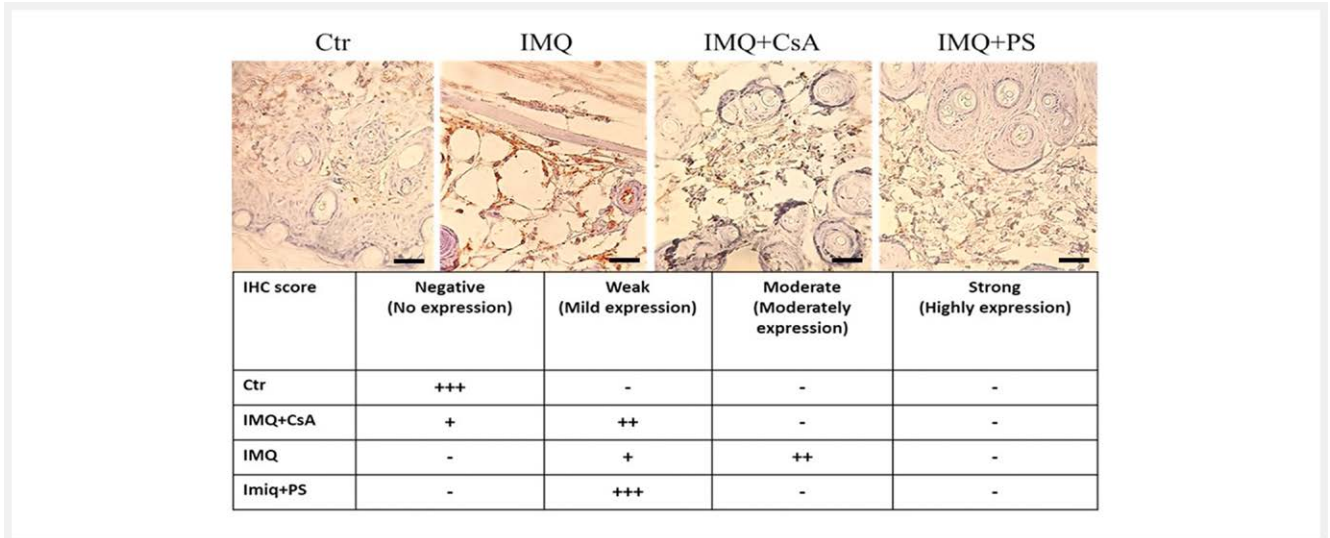 Ctr IMQ IMQ+CsA IMQ+PS
IHC score Negative Weak Moderate Strong
(No expression) (Mild expression) (Moderately (Highly expression)
expression)
Ctr +++ - - -
IMQ+CsA + ++ - -
IMQ - + ++ -
Imiq+PS - +++ - -